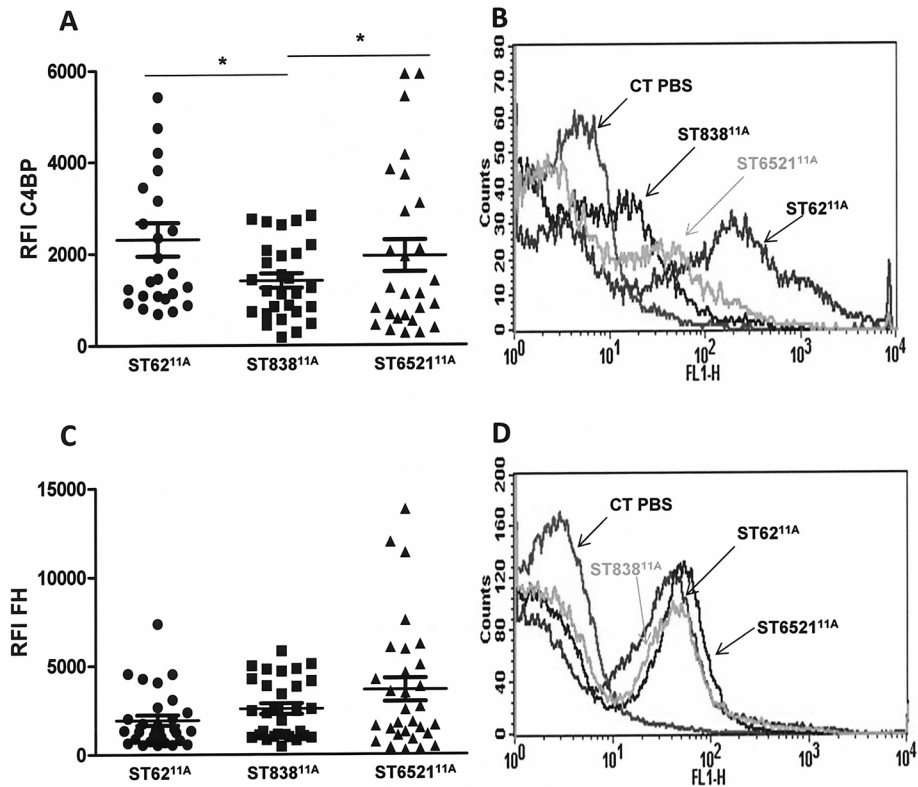 A
*
*
RFI C4BP
6000
4000
2000
0
ST62¹¹ᴬ
ST838¹¹ᴬ
ST6521¹¹ᴬ
B
Counts
80
70
60
50
40
30
20
10
0
CT PBS
ST838¹¹ᴬ
ST6521¹¹ᴬ
ST62¹¹ᴬ
10⁰
10¹
10²
10³
10⁴
FL1-H
C
RFI FH
15000
10000
5000
0
ST62¹¹ᴬ
ST838¹¹ᴬ
ST6521¹¹ᴬ
D
Counts
200
160
120
80
40
0
CT PBS
ST62¹¹ᴬ
ST838¹¹ᴬ
ST6521¹¹ᴬ
10⁰
10¹
10²
10³
10⁴
FL1-H